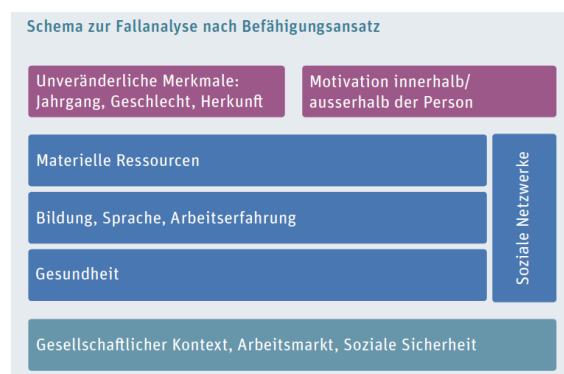 Schema zur Fallanalyse nach Befähigungsansatz
Unveränderliche Merkmale:
Jahrgang, Geschlecht, Herkunft
Motivation innerhalb/
ausserhalb der Person
Materielle Ressourcen
Bildung, Sprache, Arbeitserfahrung
Gesundheit
Soziale Netzwerke
Gesellschaftlicher Kontext, Arbeitsmarkt, Soziale Sicherheit